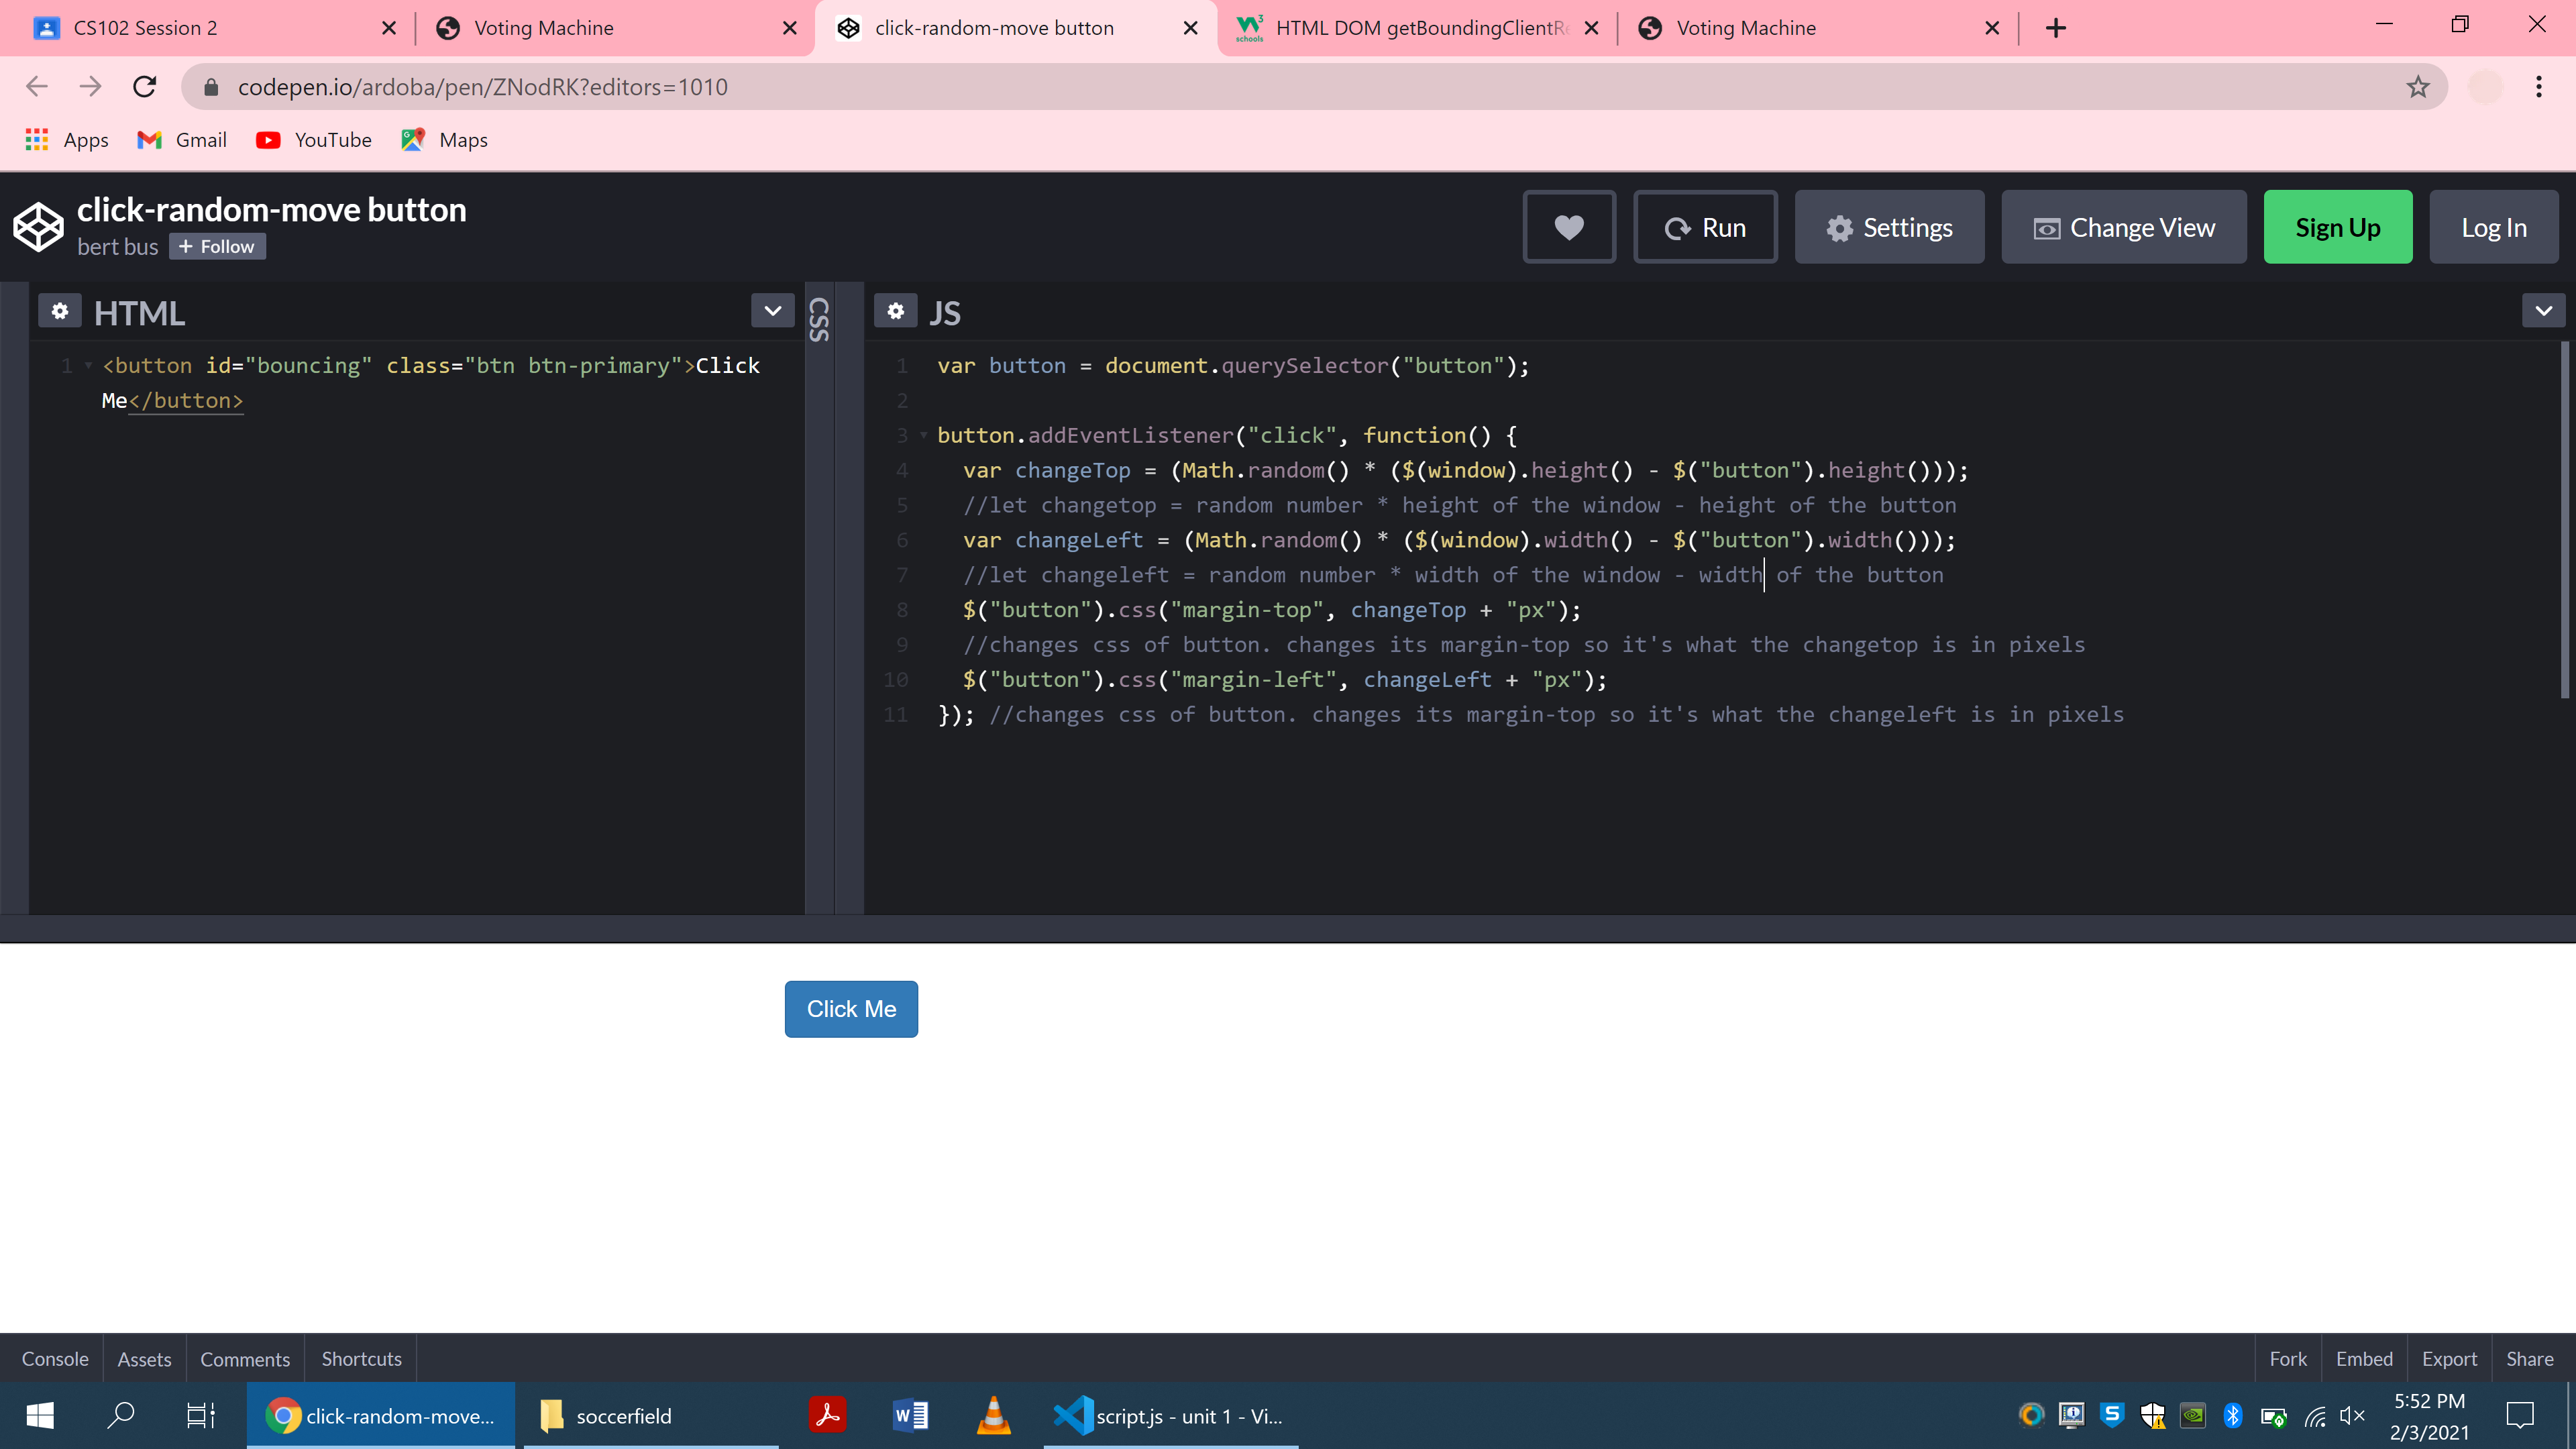 CS102 Session 2
Voting Machine
click-random-move button
HTML DOM getBoundingClientRe
Voting Machine
codepen.io/ardoba/pen/ZNodRK?editors=1010
Apps
Gmail
YouTube
Maps
click-random-move button
bert bus
+ Follow
Run
Settings
Change View
Sign Up
Log In
HTML
CSS
JS
1 <button id="bouncing" class="btn btn-primary">Click
Me</button>
1 var button = document.querySelector("button");
2
3 button.addEventListener("click", function() {
4 var changeTop = (Math.random() * ($(window).height() - $("button").height()));
5 //let changetop = random number * height of the window - height of the button
6 var changeLeft = (Math.random() * ($(window).width() - $("button").width()));
7 //let changeleft = random number * width of the window - width of the button
8 $("button").css("margin-top", changeTop + "px");
9 //changes css of button. changes its margin-top so it's what the changetop is in pixels
10 $("button").css("margin-left", changeLeft + "px");
11 }); //changes css of button. changes its margin-top so it's what the changeleft is in pixels
Click Me
Console
Assets
Comments
Shortcuts
Fork
Embed
Export
Share
click-random-move...
soccerfield
script.js - unit 1 - Vi...
5:52 PM
2/3/2021